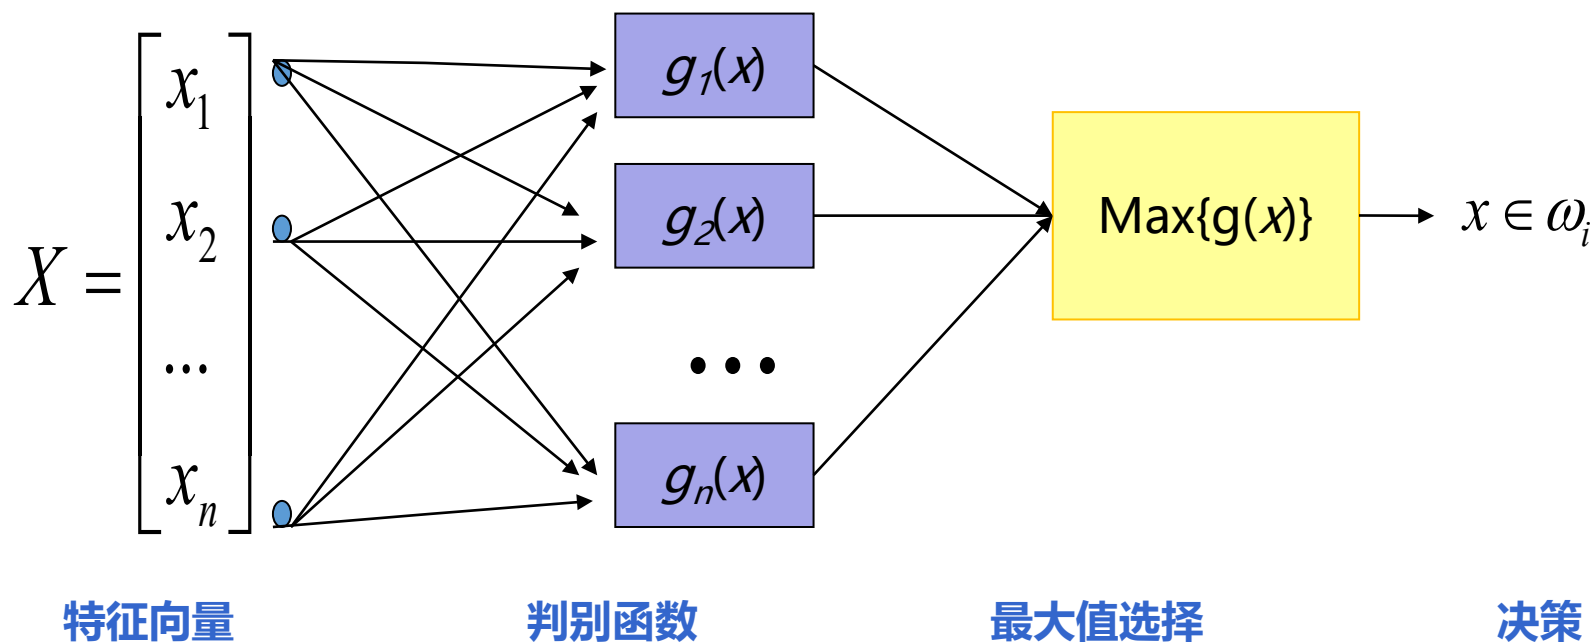 X =
x₁
x₂
...
xₙ
g₁(x)
g₂(x)
•••
gₙ(x)
Max{g(x)}
x ∈ ωᵢ
特征向量 判别函数 最大值选择 决策